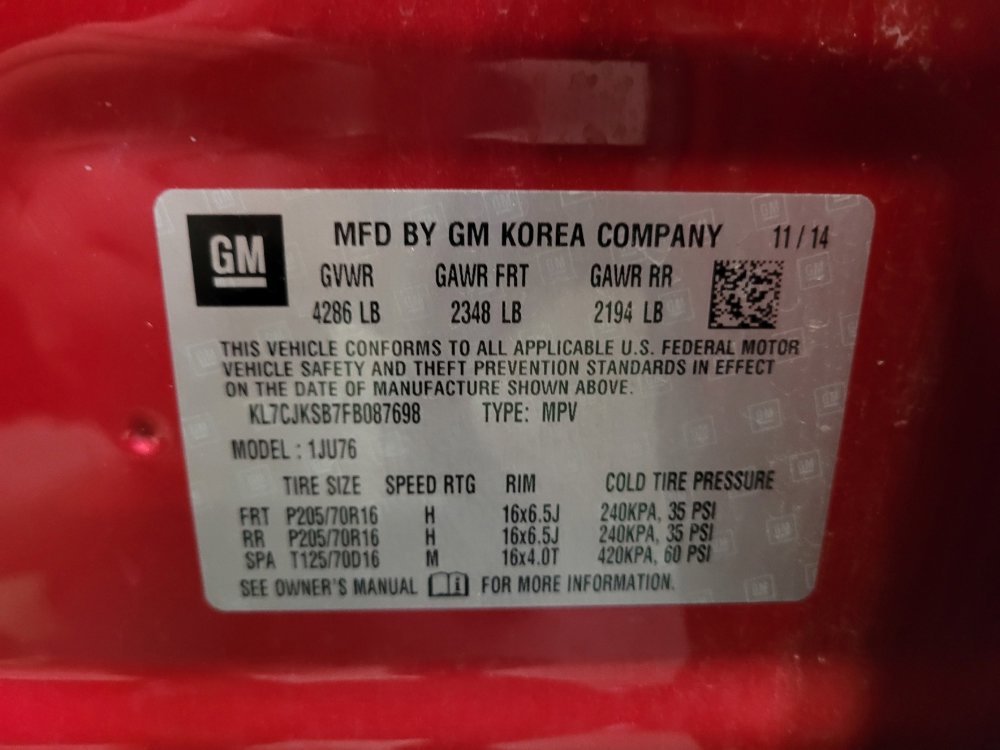 GM
MFD BY GM KOREA COMPANY 11 / 14
GVWR GAWR FRT GAWR RR
4286 LB 2348 LB 2194 LB
THIS VEHICLE CONFORMS TO ALL APPLICABLE U.S. FEDERAL MOTOR
VEHICLE SAFETY AND THEFT PREVENTION STANDARDS IN EFFECT
ON THE DATE OF MANUFACTURE SHOWN ABOVE.
KL7CJKSB7FB087698 TYPE: MPV
MODEL : 1JU76
TIRE SIZE SPEED RTG RIM COLD TIRE PRESSURE
FRT P205/70R16 H 16x6.5J 240KPA, 35 PSI
RR P205/70R16 H 16x6.5J 240KPA, 35 PSI
SPA T125/70D16 M 16x4.0T 420KPA, 60 PSI
SEE OWNER'S MANUAL i FOR MORE INFORMATION.